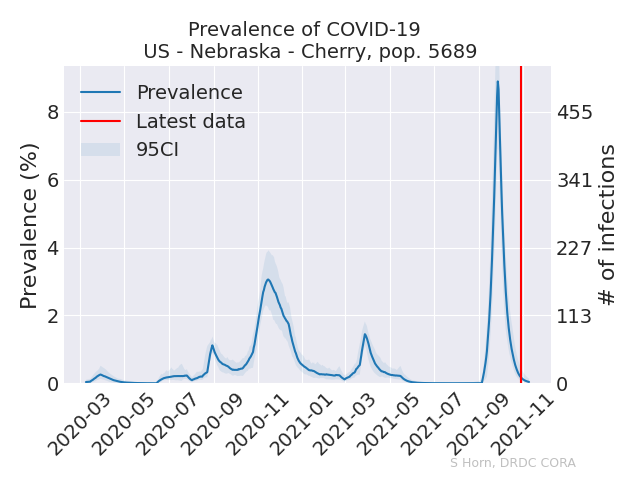 Prevalence of COVID-19
US - Nebraska - Cherry, pop. 5689
Prevalence
Latest data
95CI
Prevalence (%)
8
6
4
2
0
455
341
227
113
0
# of infections
2020-03
2020-05
2020-07
2020-09
2020-11
2021-01
2021-03
2021-05
2021-07
2021-09
2021-11
S Horn, DRDC CORA